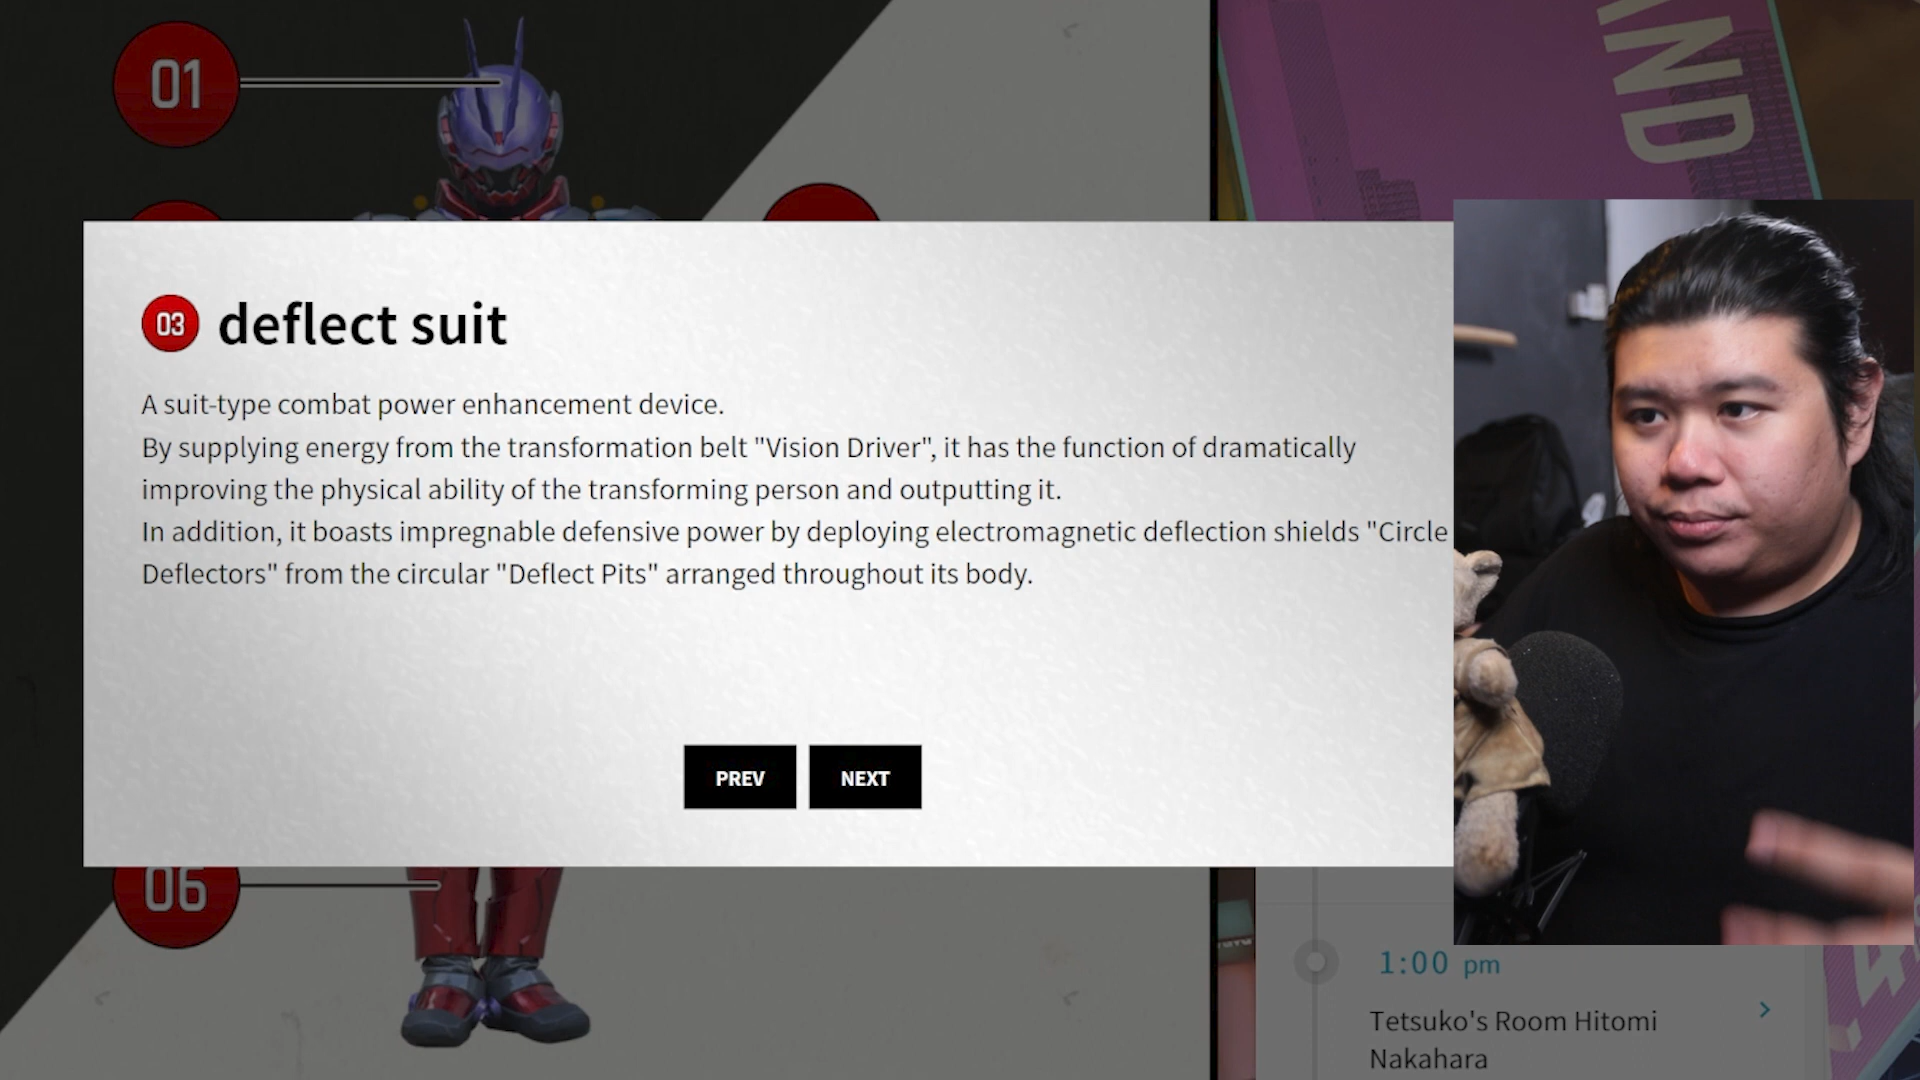 01
AND
03 deflect suit
A suit-type combat power enhancement device.
By supplying energy from the transformation belt "Vision Driver", it has the function of dramatically
improving the physical ability of the transforming person and outputting it.
In addition, it boasts impregnable defensive power by deploying electromagnetic deflection shields "Circle
Deflectors" from the circular "Deflect Pits" arranged throughout its body.
PREV NEXT
06
1:00 pm
Tetsuko's Room Hitomi
Nakahara